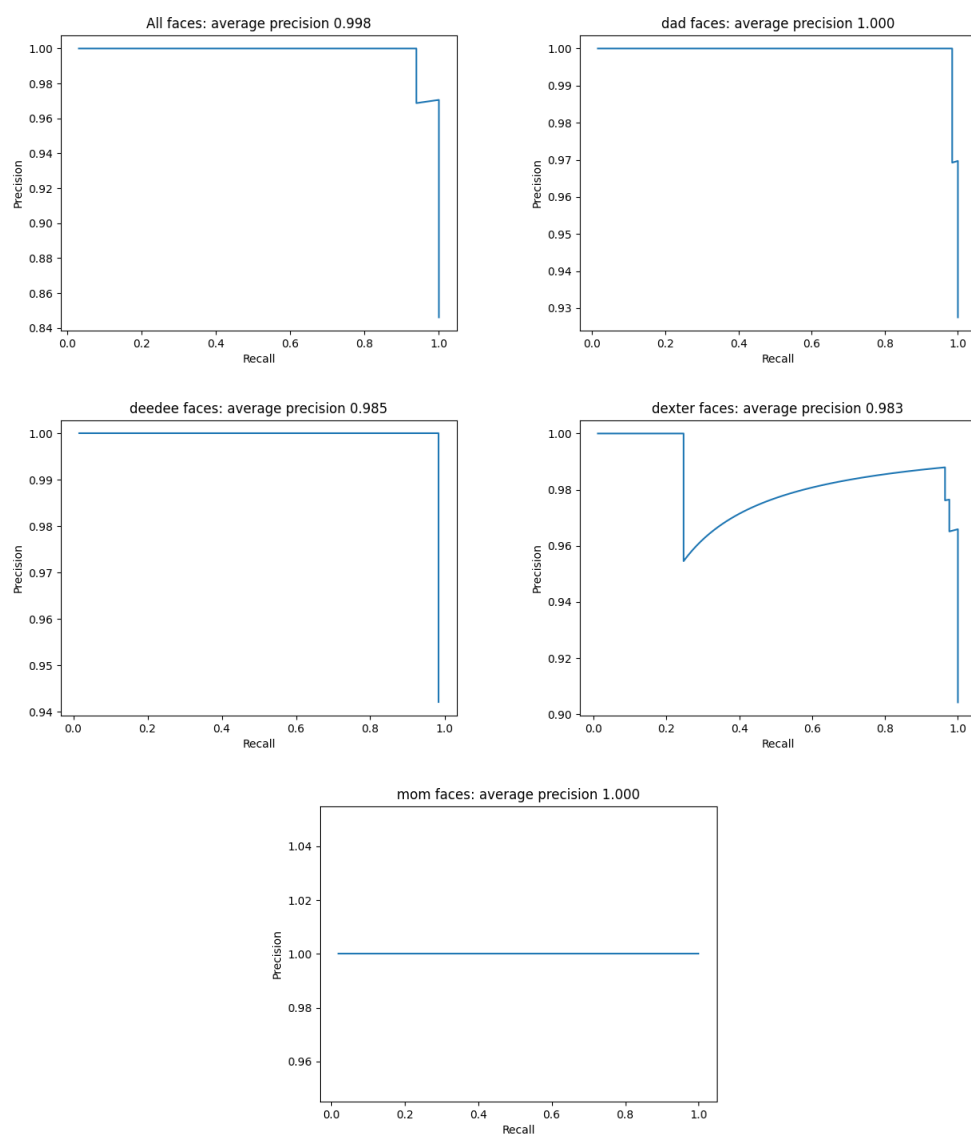 All faces: average precision 0.998
1.00
0.98
0.96
0.94
0.92
0.90
0.88
0.86
0.84
Precision
0.0 0.2 0.4 0.6 0.8 1.0
Recall
dad faces: average precision 1.000
1.00
0.99
0.98
0.97
0.96
0.95
0.94
0.93
Precision
0.0 0.2 0.4 0.6 0.8 1.0
Recall
deedee faces: average precision 0.985
1.00
0.99
0.98
0.97
0.96
0.95
0.94
Precision
0.0 0.2 0.4 0.6 0.8 1.0
Recall
dexter faces: average precision 0.983
1.00
0.98
0.96
0.94
0.92
0.90
Precision
0.0 0.2 0.4 0.6 0.8 1.0
Recall
mom faces: average precision 1.000
1.04
1.02
1.00
0.98
0.96
Precision
0.0 0.2 0.4 0.6 0.8 1.0
Recall